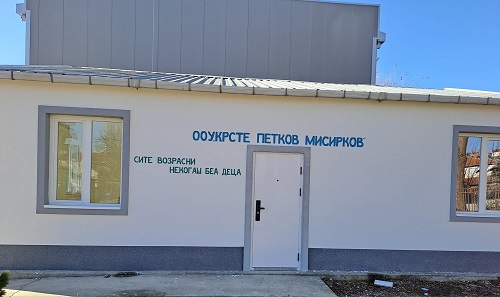 ООУКРСТЕ ПЕТКОВ МИСИРКОВ"
СИТЕ ВОЗРАСНИ
НЕКОГАШ БЕА ДЕЦА